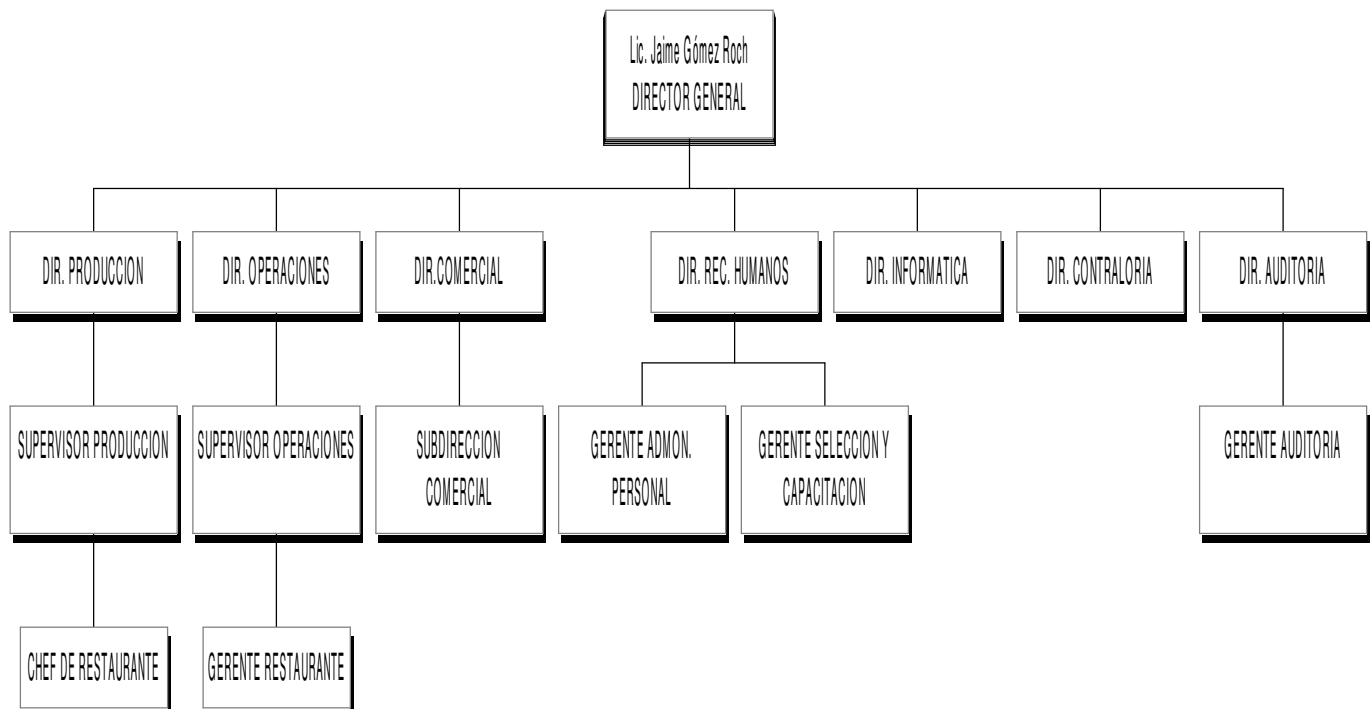 Lic. Jaime Gómez Roch
DIRECTOR GENERAL
DIR. PRODUCCION
DIR. OPERACIONES
DIR.COMERCIAL
DIR. REC. HUMANOS
DIR. INFORMATICA
DIR. CONTRALORIA
DIR. AUDITORIA
SUPERVISOR PRODUCCION
SUPERVISOR OPERACIONES
SUBDIRECCION
COMERCIAL
GERENTE ADMON.
PERSONAL
GERENTE SELECCION Y
CAPACITACION
GERENTE AUDITORIA
CHEF DE RESTAURANTE
GERENTE RESTAURANTE